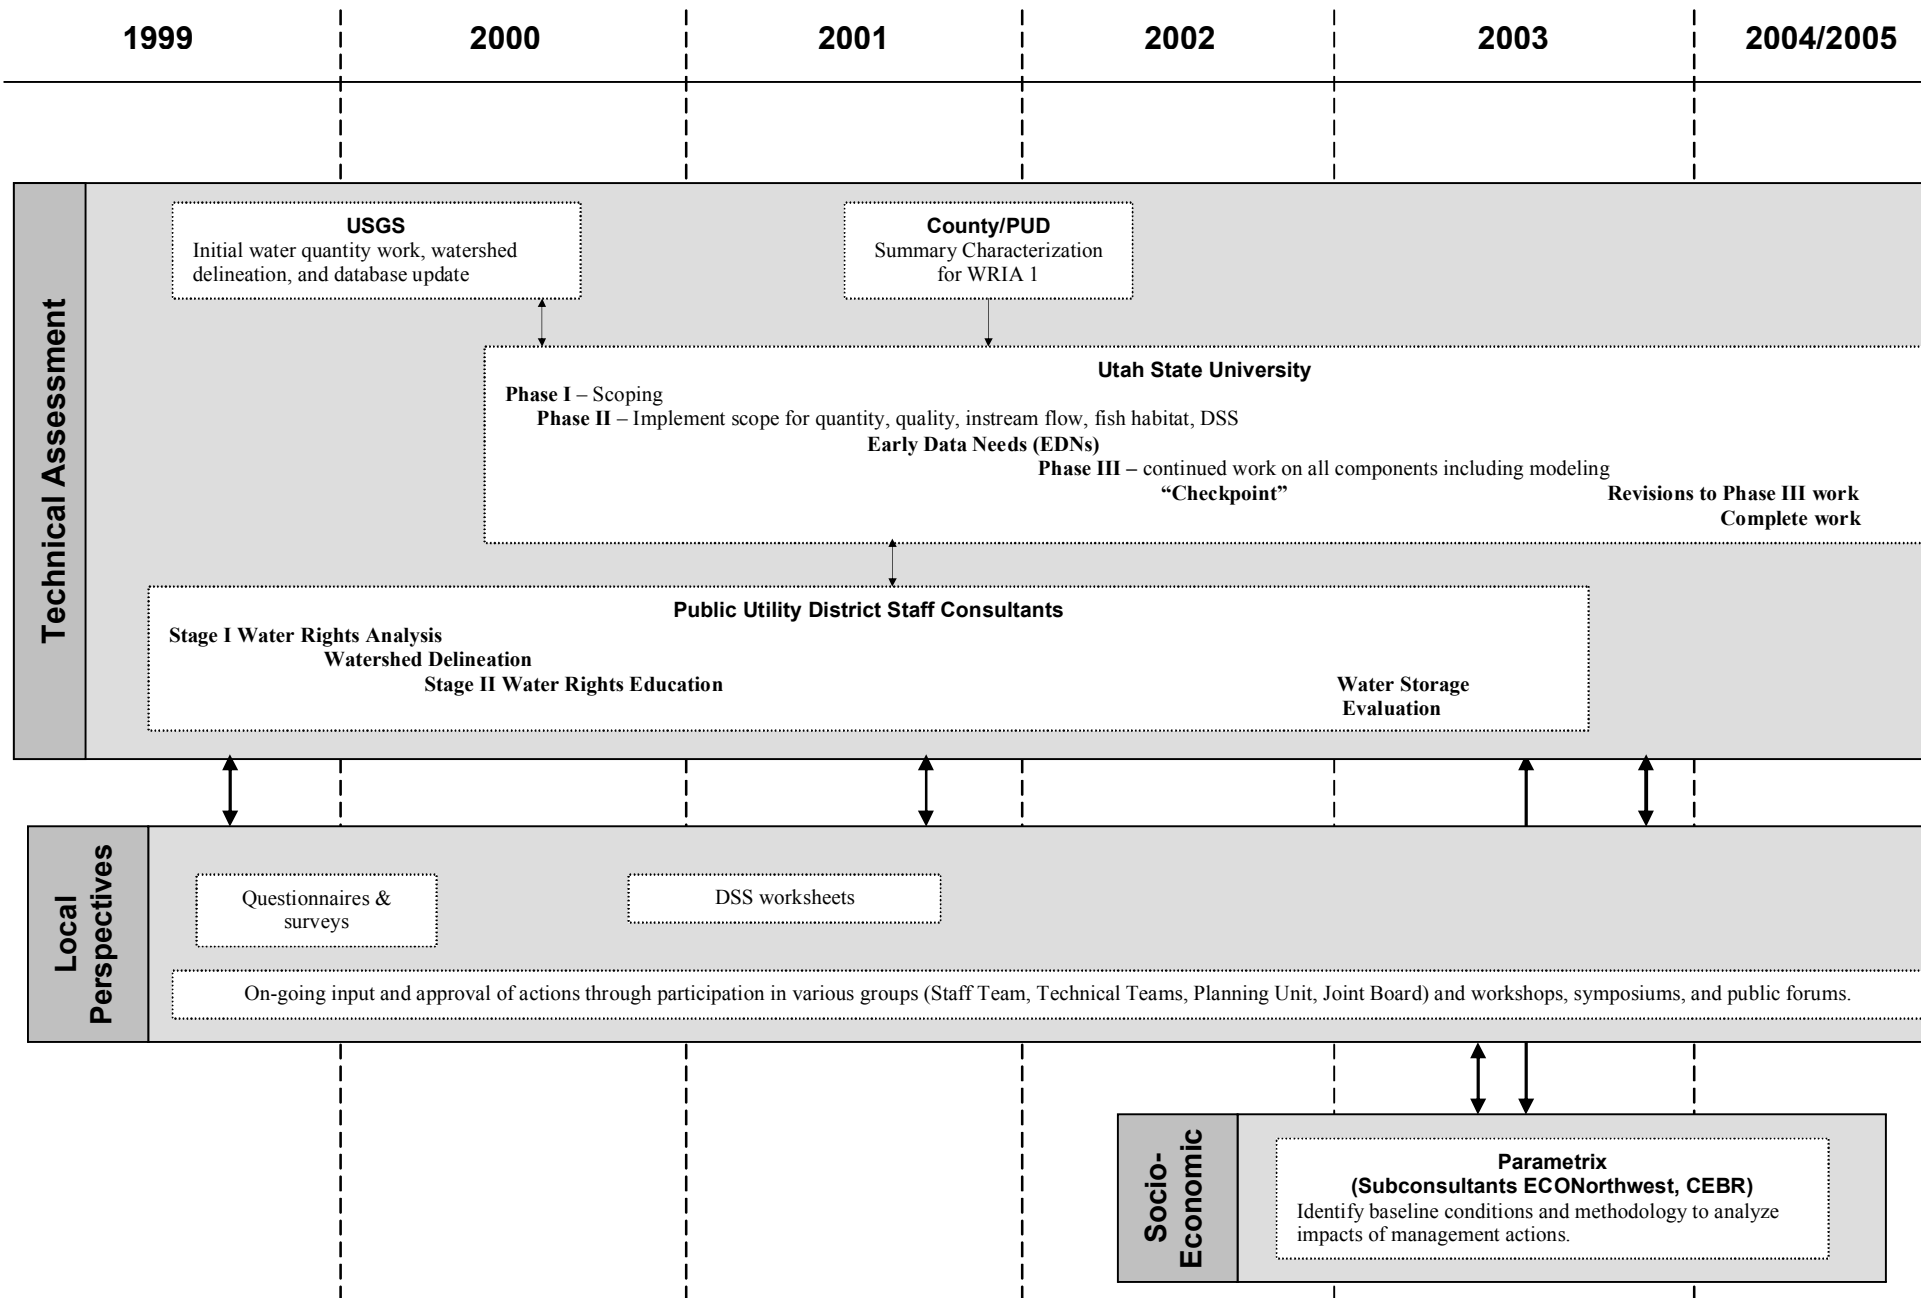 1999
2000
2001
2002
2003
2004/2005
Technical Assessment
USGS
Initial water quantity work, watershed
delineation, and database update
County/PUD
Summary Characterization
for WRIA 1
Utah State University
Phase I – Scoping
Phase II – Implement scope for quantity, quality, instream flow, fish habitat, DSS
Early Data Needs (EDNs)
Phase III – continued work on all components including modeling
“Checkpoint”
Revisions to Phase III work
Complete work
Public Utility District Staff Consultants
Stage I Water Rights Analysis
Watershed Delineation
Stage II Water Rights Education
Water Storage
Evaluation
Local
Perspectives
Questionnaires &
surveys
DSS worksheets
On-going input and approval of actions through participation in various groups (Staff Team, Technical Teams, Planning Unit, Joint Board) and workshops, symposiums, and public forums.
Socio-
Economic
Parametrix
(Subconsultants ECONorthwest, CEBR)
Identify baseline conditions and methodology to analyze
impacts of management actions.